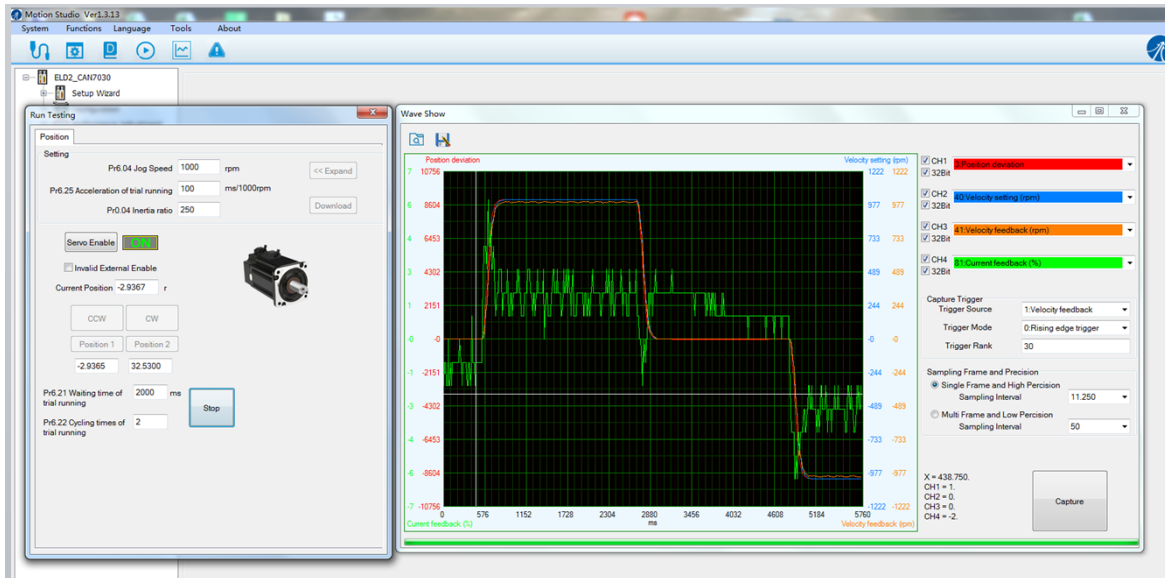 Motion Studio Ver1.3.13
System Functions Language Tools About
ELD2_CAN7030
Setup Wizard
Run Testing
Position
Setting
Pr6.04 Jog Speed 1000 rpm
<< Expand
Pr6.25 Acceleration of trial running 100 ms/1000rpm
Pr0.04 Inertia ratio 250
Download
Servo Enable ON
Invalid External Enable
Current Position -2.9367 r
CCW CW
Position 1 Position 2
-2.9365 32.5300
Pr6.21 Waiting time of 2000 ms
trial running
Stop
Pr6.22 Cycling times of 2
trial running
Wave Show
Position deviation Velocity setting (rpm)
7 10756 1222 1222
6 8604 977 977
4 6453 733 733
3 4302 489 489
1 2151 244 244
-0 -0 -0 -0
-1 -2151 -244 -244
-3 -4302 -489 -489
4 -6453 -733 -733
-6 -8604 -977 -977
-7 -10756 -1222 -1222
0 576 1152 1728 2304 2880 3456 4032 4608 5184 5760
ms
Current feedback (%) Velocity feedback (rpm)
CH1 3:Position deviation
32Bit
CH2 40:Velocity setting (rpm)
32Bit
CH3 41:Velocity feedback (rpm)
32Bit
CH4 81:Current feedback (%)
32Bit
Capture Trigger
Trigger Source 1:Velocity feedback
Trigger Mode 0:Rising edge trigger
Trigger Rank 30
Sampling Frame and Precision
Single Frame and High Percision
Sampling Interval 11.250
Multi Frame and Low Percision
Sampling Interval 50
X = 438.750.
CH1 = 1.
CH2 = 0.
CH3 = 0.
CH4 = -2.
Capture